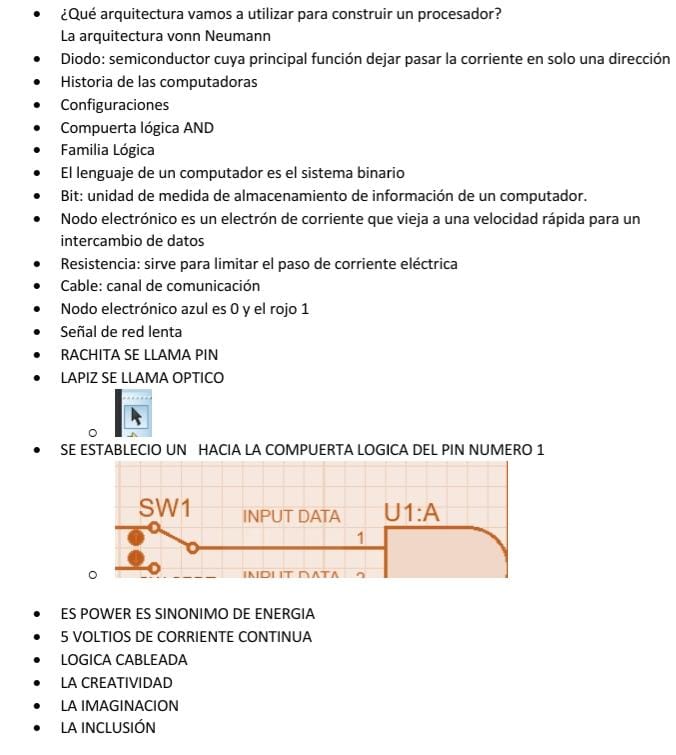 ¿Qué arquitectura vamos a utilizar para construir un procesador?
La arquitectura vonn Neumann
Diodo: semiconductor cuya principal función dejar pasar la corriente en solo una dirección
Historia de las computadoras
Configuraciones
Compuerta lógica AND
Familia Lógica
El lenguaje de un computador es el sistema binario
Bit: unidad de medida de almacenamiento de información de un computador.
Nodo electrónico es un electrón de corriente que vieja a una velocidad rápida para un
intercambio de datos
Resistencia: sirve para limitar el paso de corriente eléctrica
Cable: canal de comunicación
Nodo electrónico azul es 0 y el rojo 1
Señal de red lenta
RACHITA SE LLAMA PIN
LAPIZ SE LLAMA OPTICO
SE ESTABLECIO UN HACIA LA COMPUERTA LOGICA DEL PIN NUMERO 1
SW1 INPUT DATA U1:A
1
INPUT DATA 2
ES POWER ES SINONIMO DE ENERGIA
5 VOLTIOS DE CORRIENTE CONTINUA
LOGICA CABLEADA
LA CREATIVIDAD
LA IMAGINACION
LA INCLUSIÓN